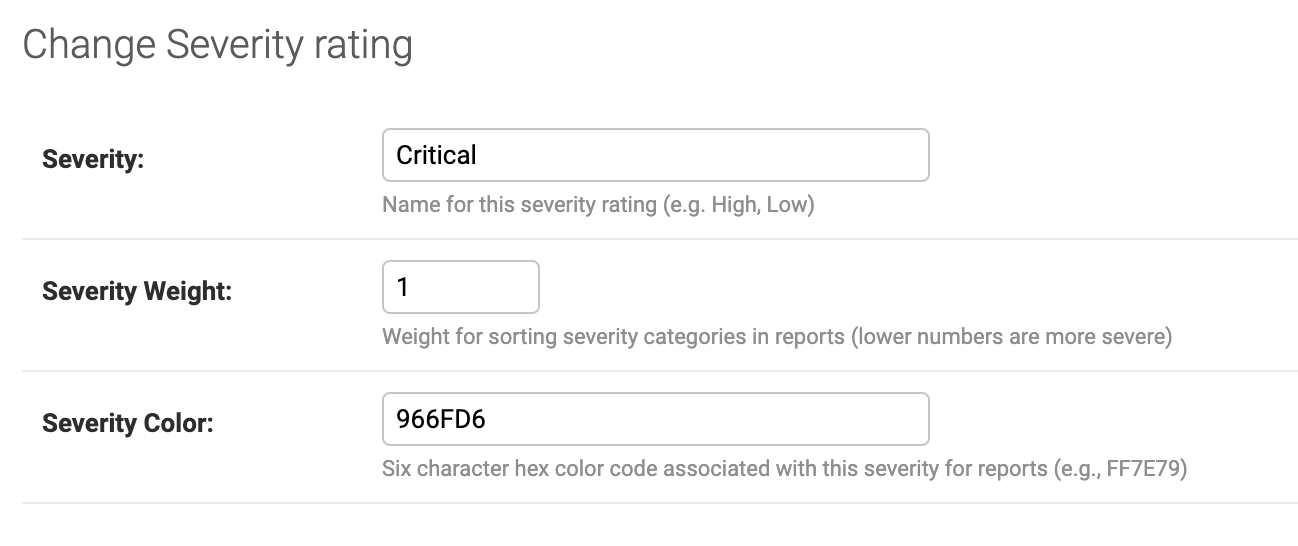 Change Severity rating
Severity:
Critical
Name for this severity rating (e.g. High, Low)
Severity Weight:
1
Weight for sorting severity categories in reports (lower numbers are more severe)
Severity Color:
966FD6
Six character hex color code associated with this severity for reports (e.g., FF7E79)